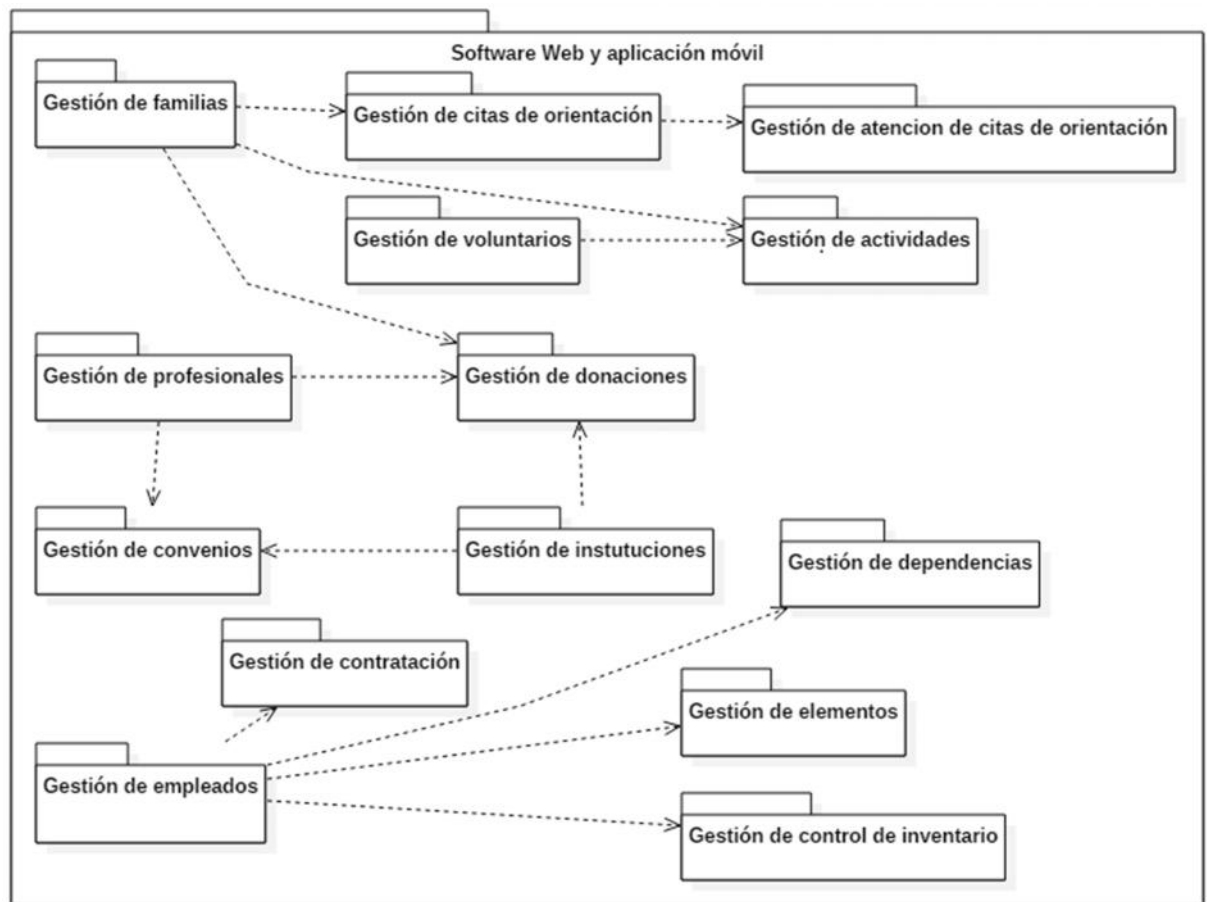 Software Web y aplicación móvil
Gestión de familias
Gestión de citas de orientación
Gestión de atencion de citas de orientación
Gestión de voluntarios
Gestión de actividades
Gestión de profesionales
Gestión de donaciones
Gestión de convenios
Gestión de instutuciones
Gestión de dependencias
Gestión de contratación
Gestión de elementos
Gestión de empleados
Gestión de control de inventario